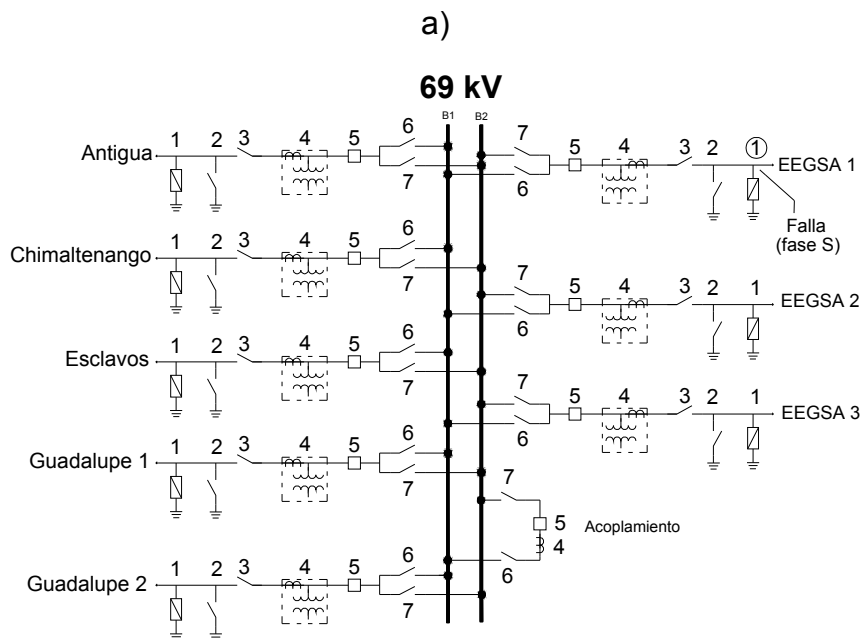 a)
69 kV
B1 B2
Antigua 1 2 3 4 5 6 7
7 6 5 4 3 2 1 EEGSA 1
Falla
(fase S)
Chimaltenango 1 2 3 4 5 6 7
7 6 5 4 3 2 1 EEGSA 2
Esclavos 1 2 3 4 5 6 7
7 6 5 4 3 2 1 EEGSA 3
Guadalupe 1 1 2 3 4 5 6 7
7 5 4 6 Acoplamiento
Guadalupe 2 1 2 3 4 5 6 7